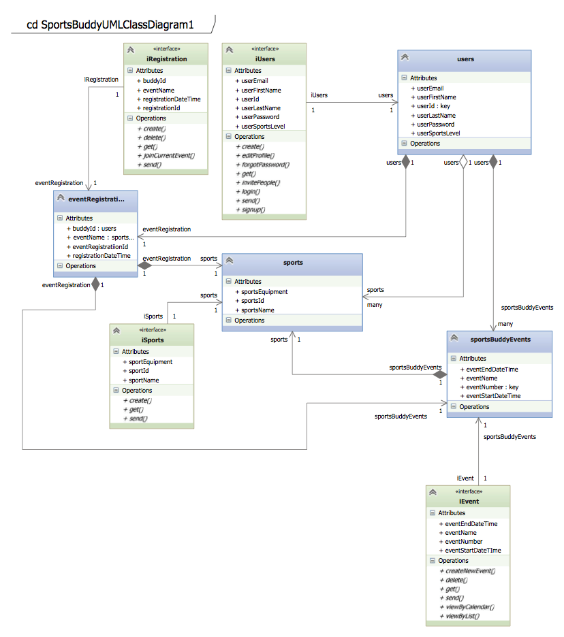 cd SportsBuddyUMLClassDiagram1
«interface»
iRegistration
Attributes
+ buddyId
+ eventName
+ registrationDateTime
+ registrationId
Operations
+ create()
+ delete()
+ get()
+ joinCurrentEvent()
+ send()
«interface»
iUsers
Attributes
+ userEmail
+ userFirstName
+ userId
+ userLastName
+ userPassword
+ userSportsLevel
Operations
+ create()
+ editProfile()
+ forgotPassword()
+ get()
+ invitePeople()
+ login()
+ send()
+ signup()
users
Attributes
+ userEmail
+ userFirstName
+ userId : key
+ userLastName
+ userPassword
+ userSportsLevel
Operations
iRegistration
1
iUsers
1
users
1
users
1
users
1
users
1
eventRegistration
1
eventRegistrati...
Attributes
+ buddyId : users
+ eventName : sports...
+ eventRegistratiionId
+ registrationDateTime
Operations
eventRegistration
1
eventRegistration
1
sports
1
eventRegistration
1
sports
Attributes
+ sportsEquipment
+ sportsId
+ sportsName
Operations
sports
many
sportsBuddyEvents
many
iSports
1
sports
1
sports
1
«interface»
iSports
Attributes
+ sportEquipment
+ sportId
+ sportName
Operations
+ create()
+ get()
+ send()
sportsBuddyEvents
Attributes
+ eventEndDateTime
+ eventName
+ eventNumber : key
+ eventStartDateTime
Operations
sportsBuddyEvents
1
sportsBuddyEvents
1
1
sportsBuddyEvents
iEvent
1
«interface»
iEvent
Attributes
+ eventEndDateTime
+ eventName
+ eventNumber
+ eventStartDateTIme
Operations
+ createNewEvent()
+ delete()
+ get()
+ send()
+ viewByCalendar()
+ viewByList()